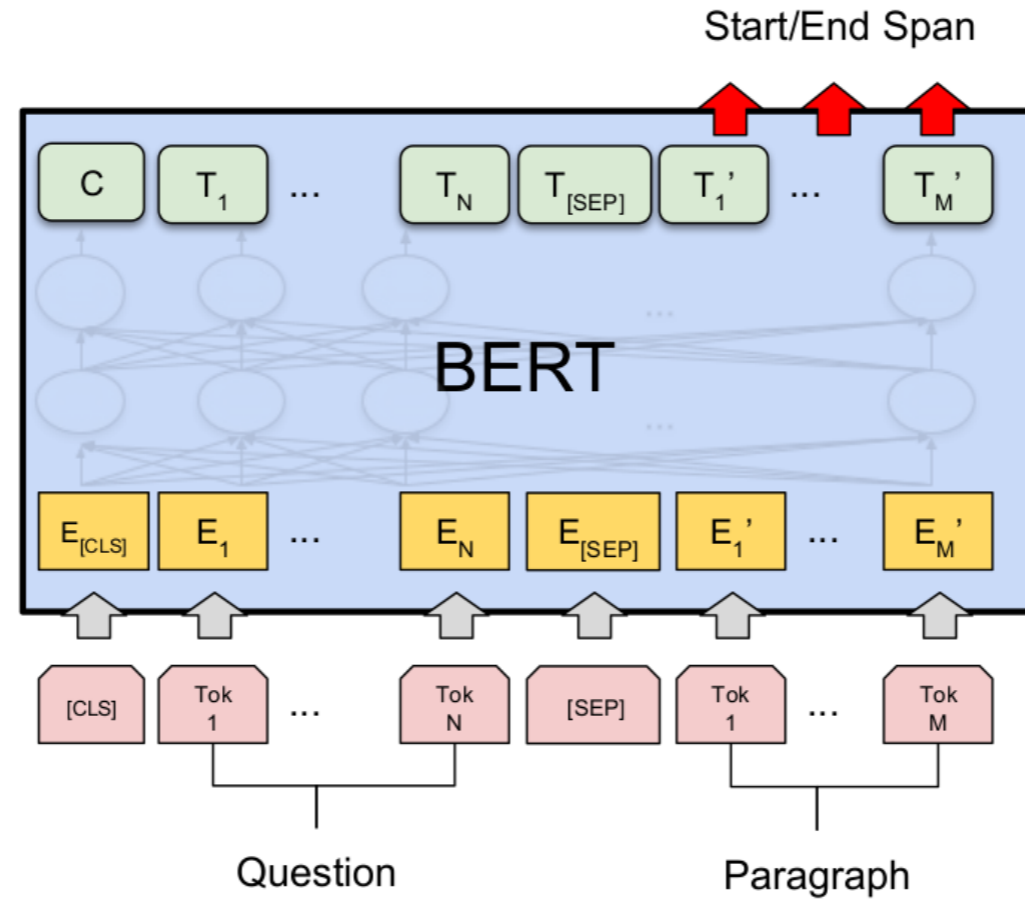 Start/End Span
C T1 ... TN T[SEP] T1’ ... TM’
...
BERT
...
E[CLS] E1 ... EN E[SEP] E1’ ... EM’
[CLS] Tok 1 ... Tok N [SEP] Tok 1 ... Tok M
Question Paragraph